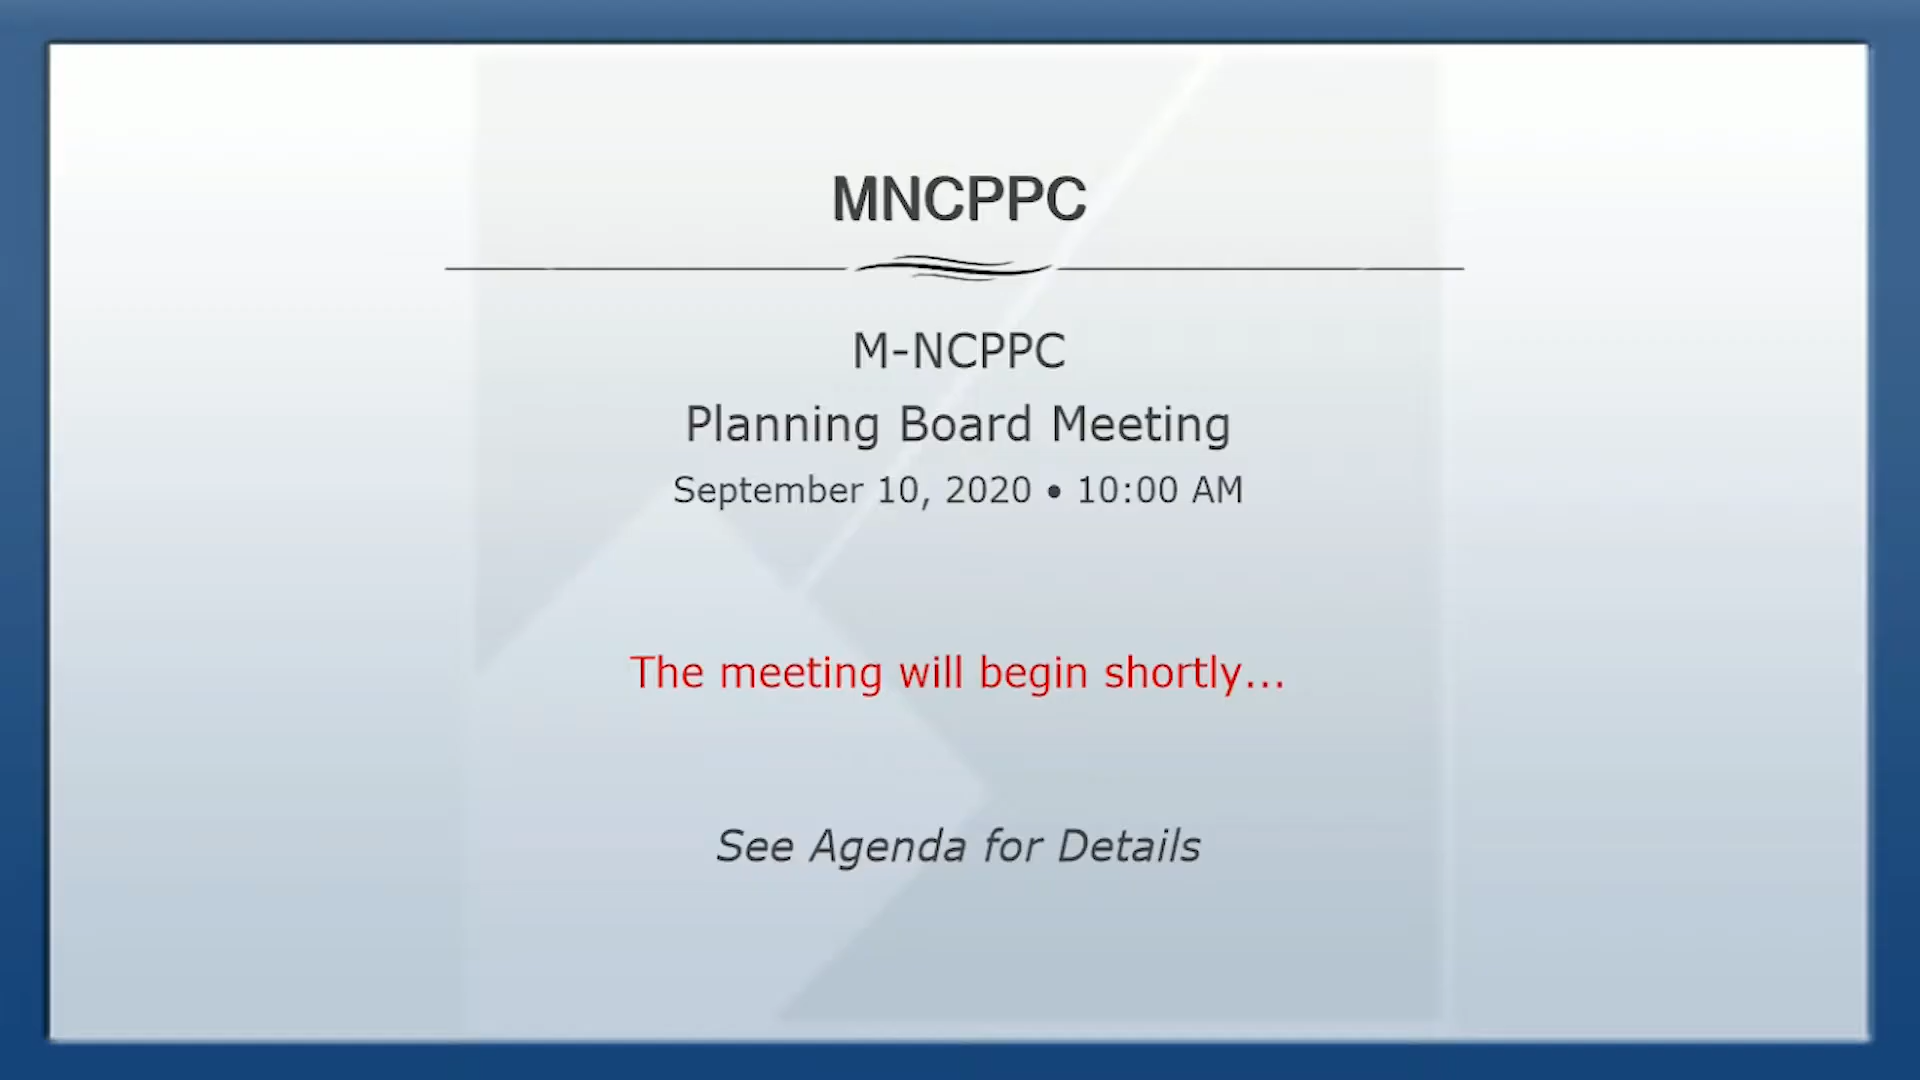 MNCPPC
M-NCPPC
Planning Board Meeting
September 10, 2020 • 10:00 AM
The meeting will begin shortly...
See Agenda for Details